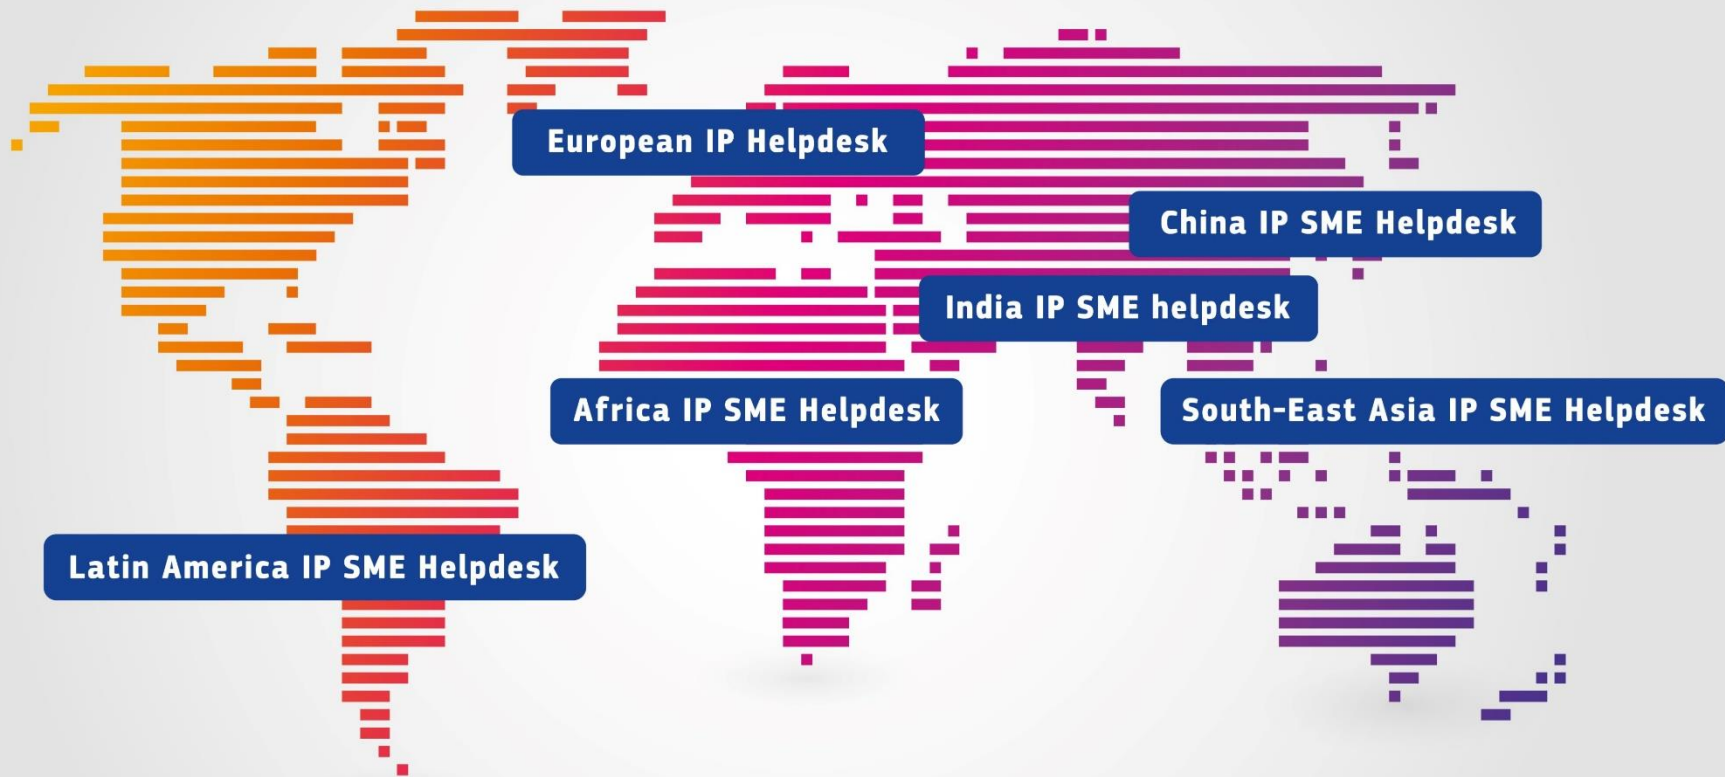 European IP Helpdesk
China IP SME Helpdesk
India IP SME helpdesk
Africa IP SME Helpdesk
South-East Asia IP SME Helpdesk
Latin America IP SME Helpdesk